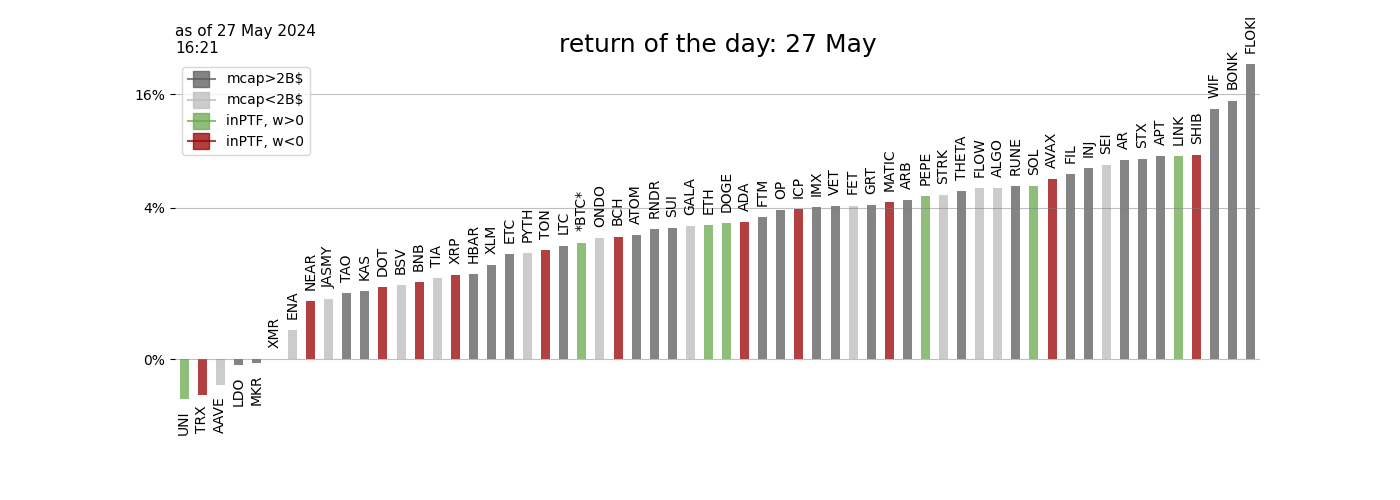 as of 27 May 2024
16:21
return of the day: 27 May
mcap>2B$
mcap<2B$
inPTF, w>0
inPTF, w<0
16%
4%
0%
UNI
TRX
AAVE
LDO
MKR
XMR
ENA
NEAR
JASMY
TAO
KAS
DOT
BSV
BNB
TIA
XRP
HBAR
XLM
ETC
PYTH
TON
LTC
*BTC*
ONDO
BCH
ATOM
RNDR
SUI
GALA
ETH
DOGE
ADA
FTM
OP
ICP
IMX
VET
FET
GRT
MATIC
ARB
PEPE
STRK
THETA
FLOW
ALGO
RUNE
SOL
AVAX
FIL
INJ
SEI
AR
STX
APT
LINK
SHIB
WIF
BONK
FLOKI